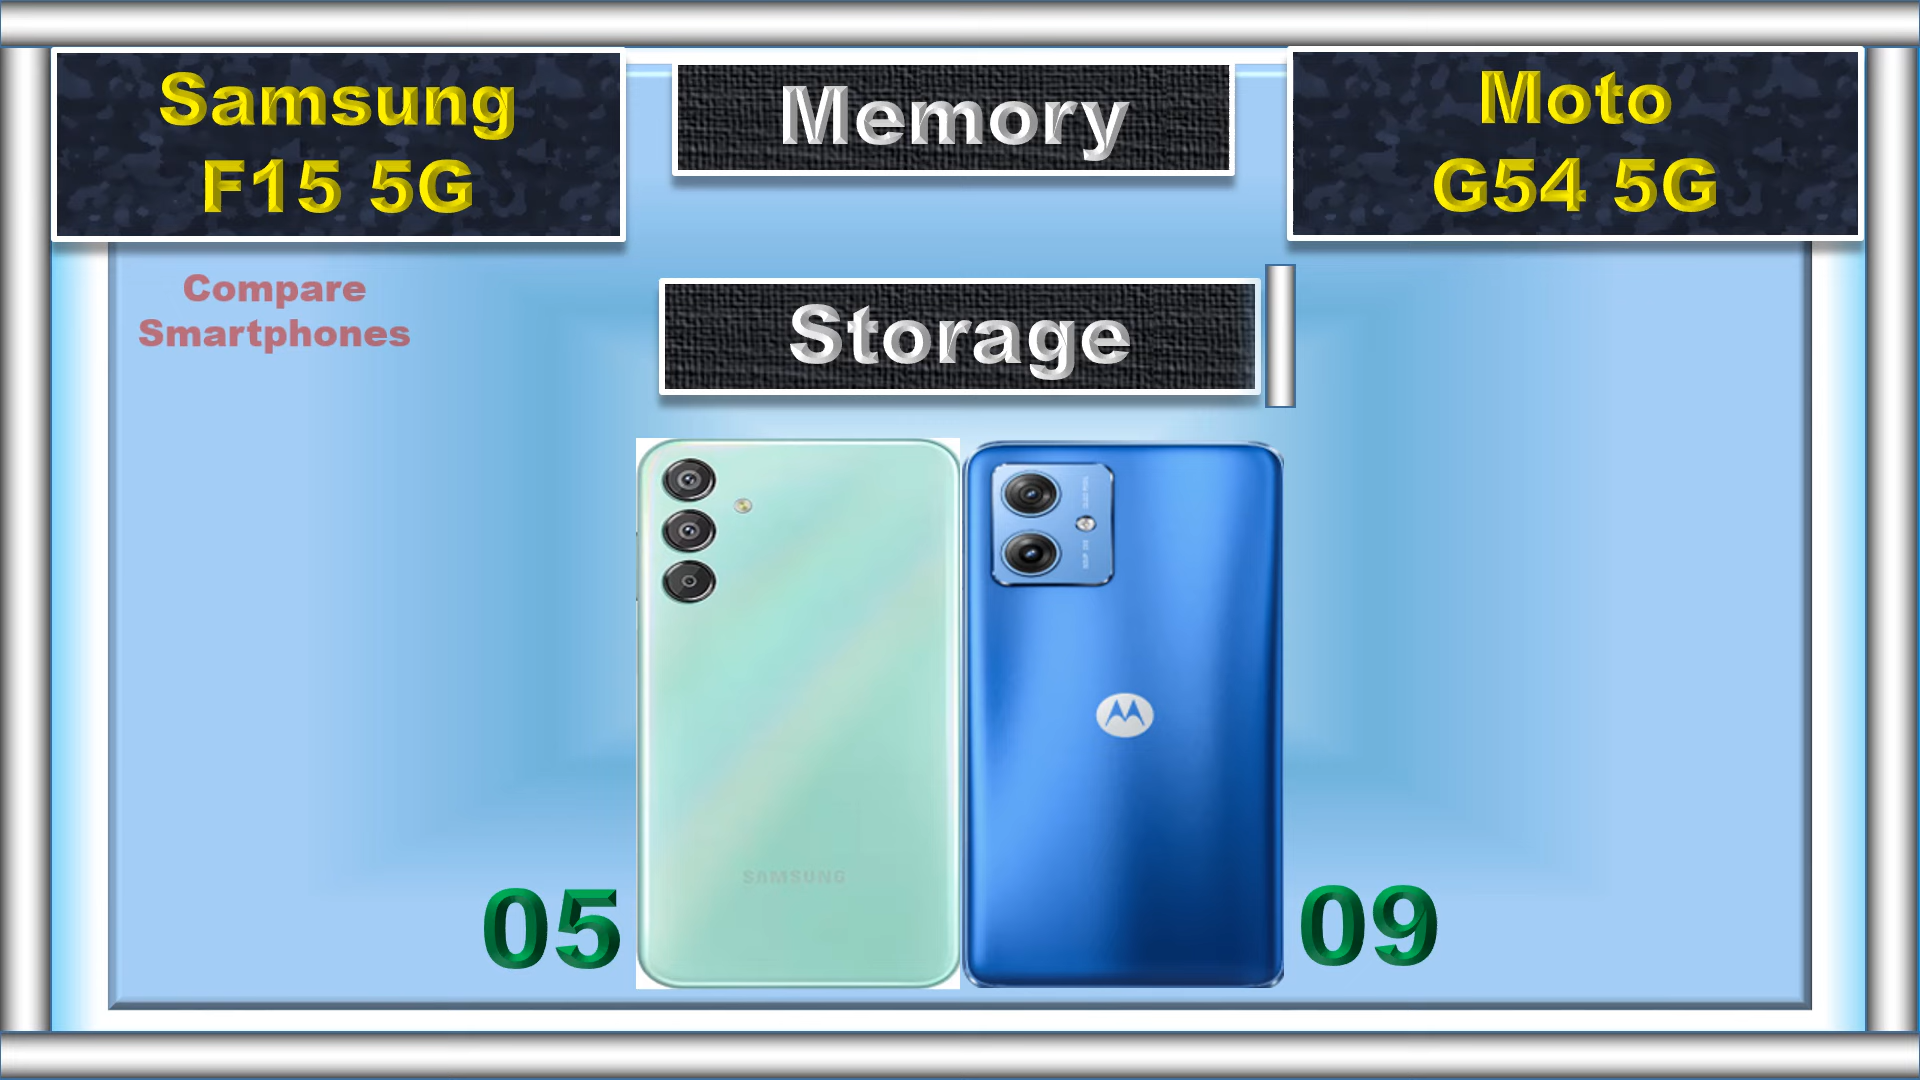 Samsung
F15 5G
Memory
Moto
G54 5G
Compare
Smartphones
Storage
SAMSUNG
05
09